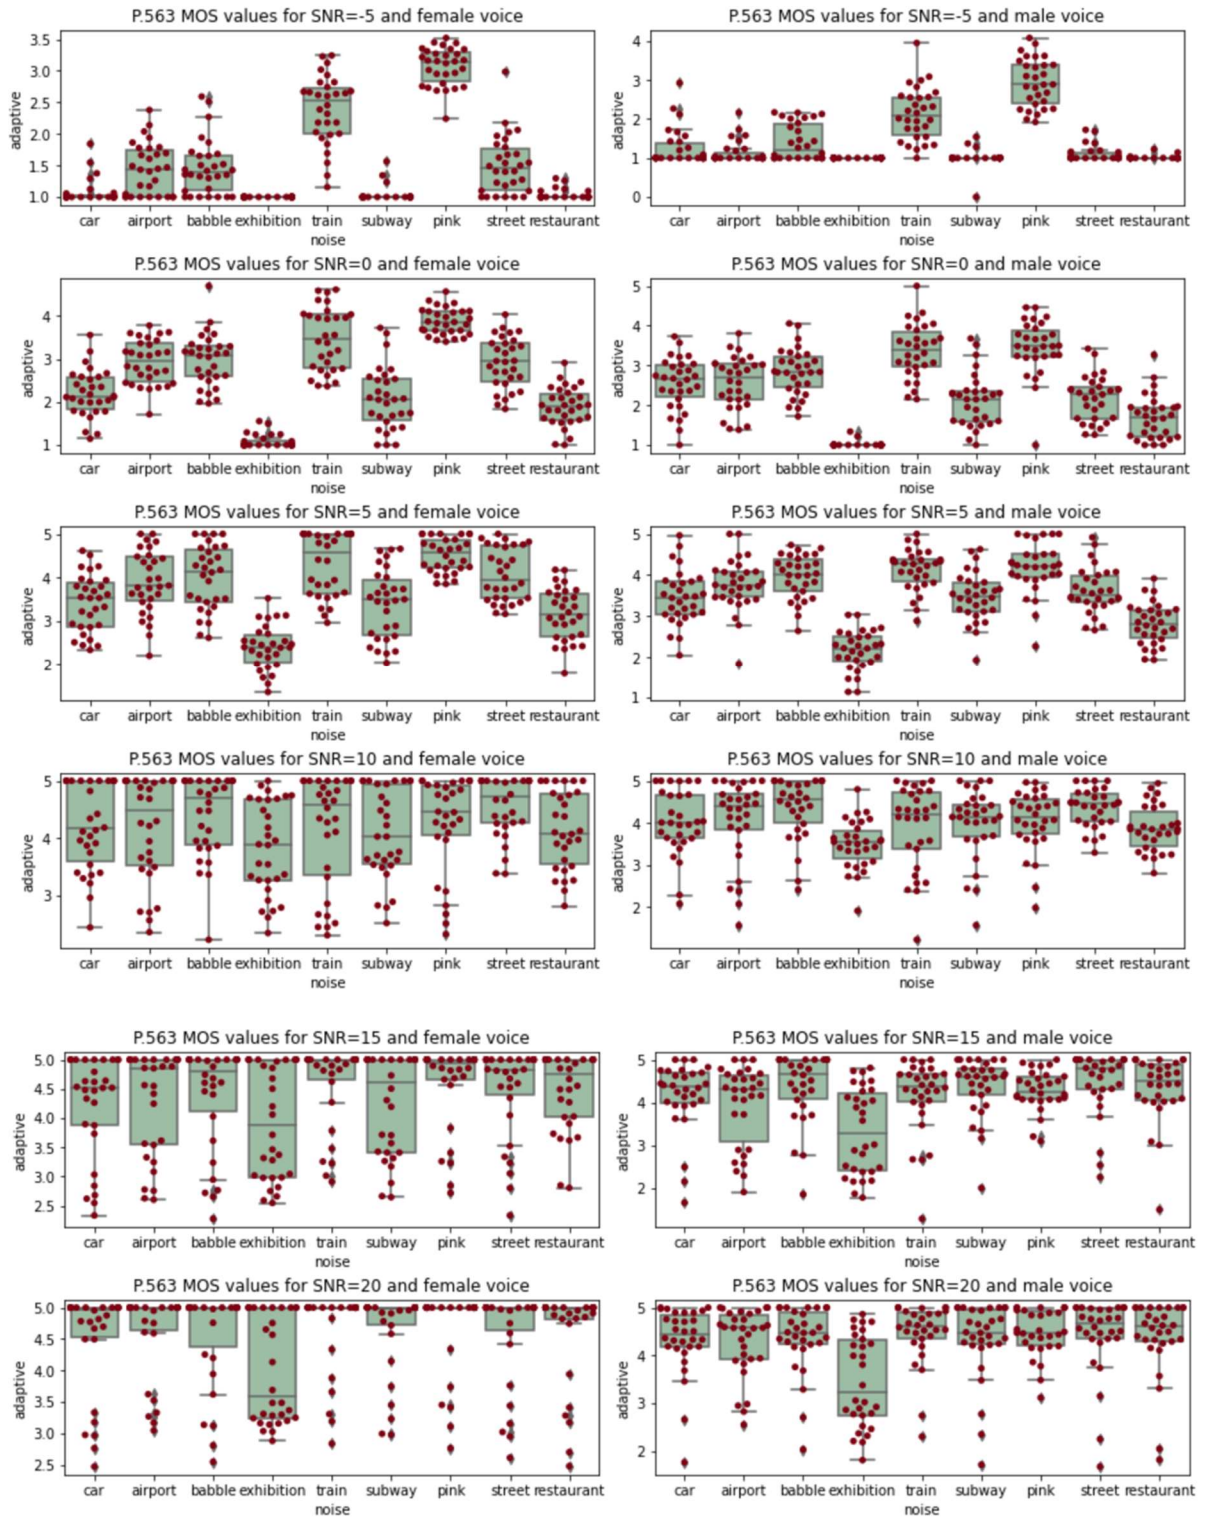 P.563 MOS values for SNR=-5 and female voice
3.5
3.0
2.5
2.0
1.5
1.0
adaptive
car airport babble exhibition train subway pink street restaurant
noise
P.563 MOS values for SNR=-5 and male voice
4
3
2
1
0
adaptive
car airport babble exhibition train subway pink street restaurant
noise
P.563 MOS values for SNR=0 and female voice
4
3
2
1
adaptive
car airport babble exhibition train subway pink street restaurant
noise
P.563 MOS values for SNR=0 and male voice
5
4
3
2
1
adaptive
car airport babble exhibition train subway pink street restaurant
noise
P.563 MOS values for SNR=5 and female voice
5
4
3
2
adaptive
car airport babble exhibition train subway pink street restaurant
noise
P.563 MOS values for SNR=5 and male voice
5
4
3
2
1
adaptive
car airport babble exhibition train subway pink street restaurant
noise
P.563 MOS values for SNR=10 and female voice
5
4
3
adaptive
car airport babble exhibition train subway pink street restaurant
noise
P.563 MOS values for SNR=10 and male voice
5
4
3
2
adaptive
car airport babble exhibition train subway pink street restaurant
noise
P.563 MOS values for SNR=15 and female voice
5.0
4.5
4.0
3.5
3.0
2.5
adaptive
car airport babble exhibition train subway pink street restaurant
noise
P.563 MOS values for SNR=15 and male voice
5
4
3
2
adaptive
car airport babble exhibition train subway pink street restaurant
noise
P.563 MOS values for SNR=20 and female voice
5.0
4.5
4.0
3.5
3.0
2.5
adaptive
car airport babble exhibition train subway pink street restaurant
noise
P.563 MOS values for SNR=20 and male voice
5
4
3
2
adaptive
car airport babble exhibition train subway pink street restaurant
noise